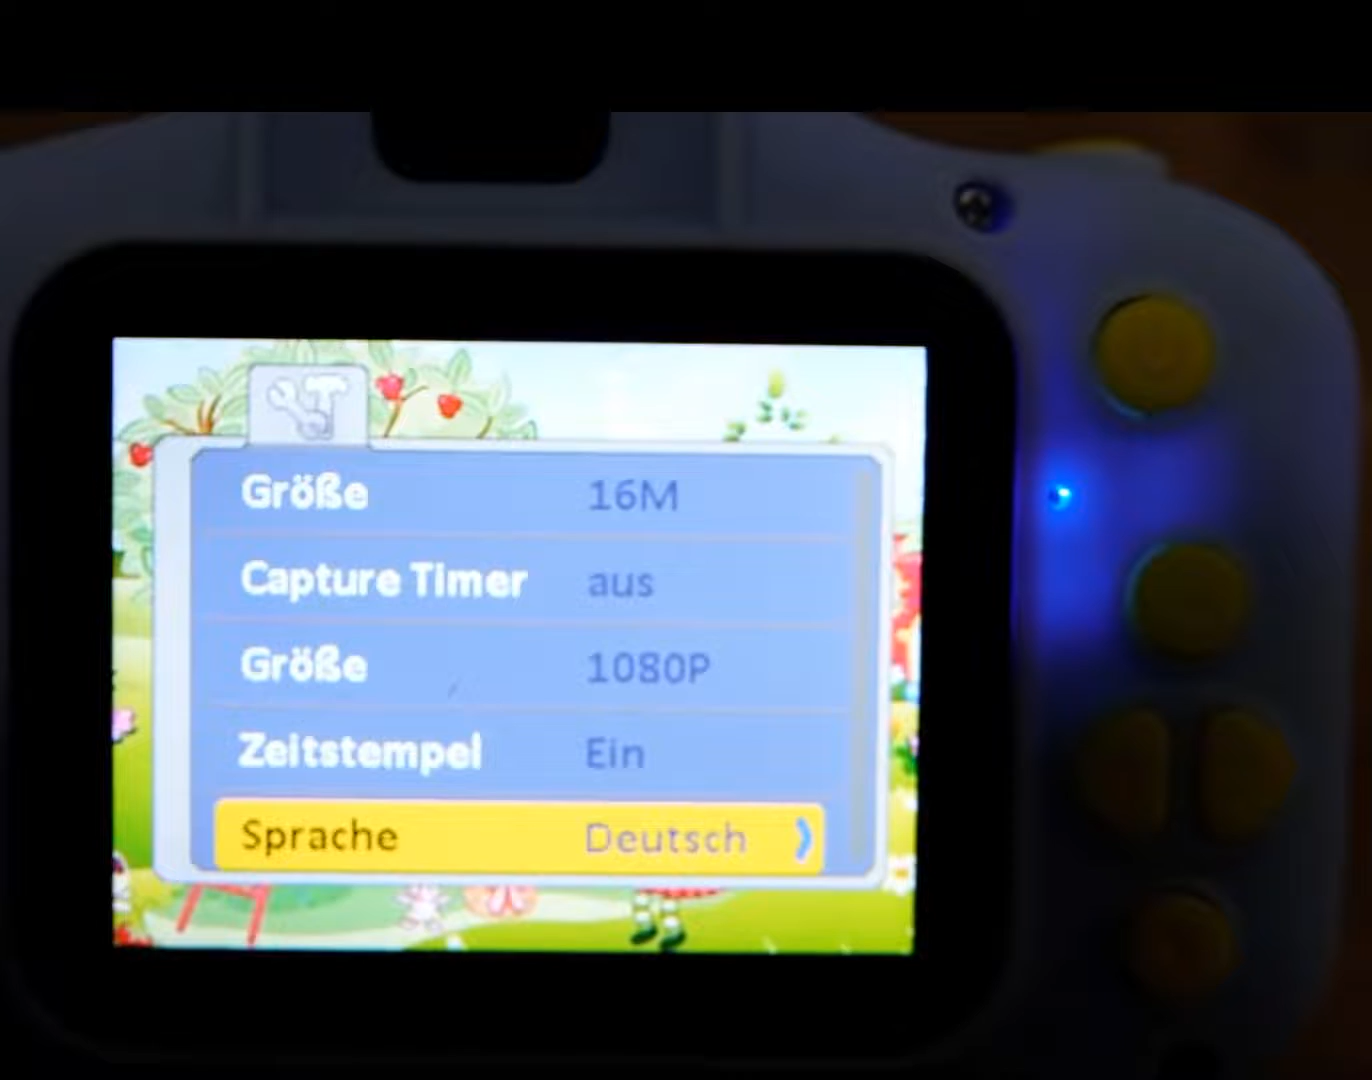 Größe 16M
Capture Timer aus
Größe 1080P
Zeitstempel Ein
Sprache Deutsch